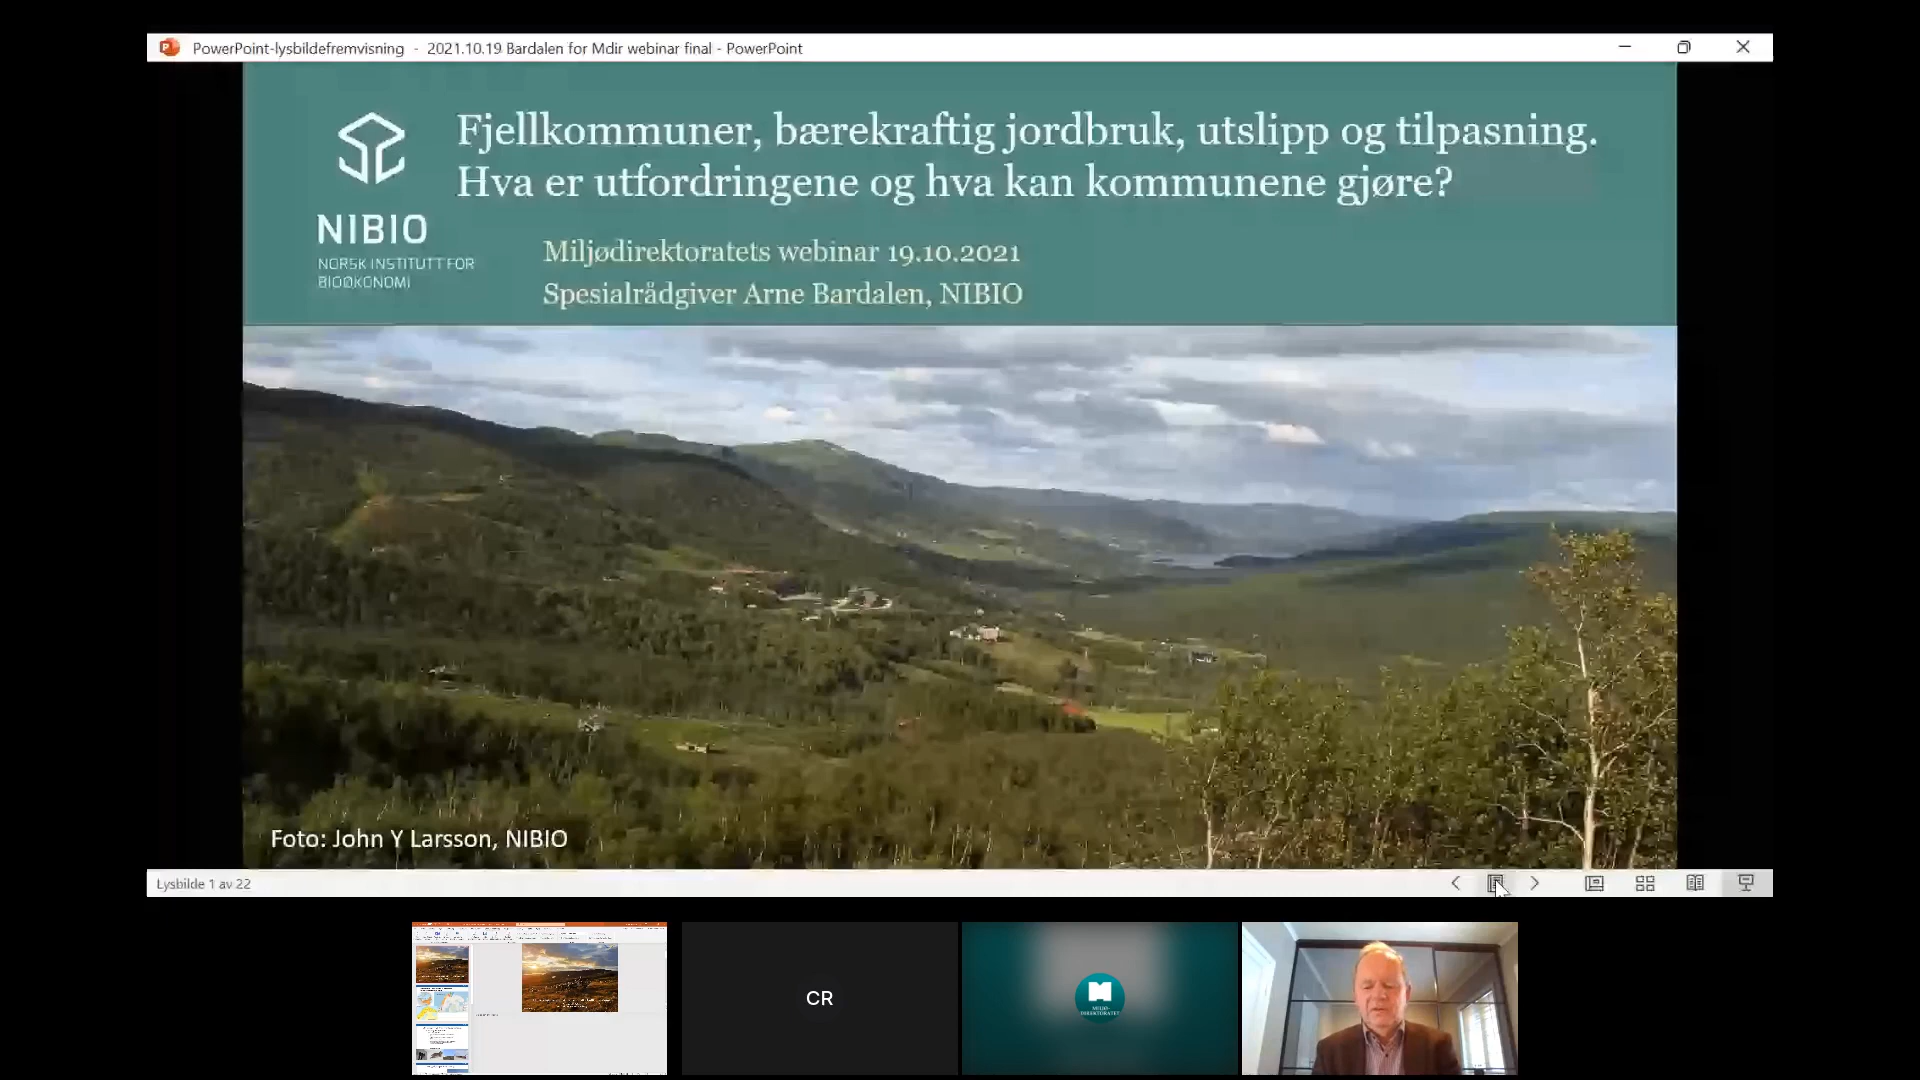 PowerPoint-lysbildefremvisning - 2021.10.19 Bardalen for Mdir webinar final - PowerPoint
Fjellkommuner, bærekraftig jordbruk, utslipp og tilpasning.
Hva er utfordringene og hva kan kommunene gjøre?
NIBIO
NORSK INSTITUTT FOR
BIOØKONOMI
Miljødirektoratets webinar 19.10.2021
Spesialrådgiver Arne Bardalen, NIBIO
Foto: John Y Larsson, NIBIO
Lysbilde 1 av 22
CR
MILJØ-
DIREKTORATET